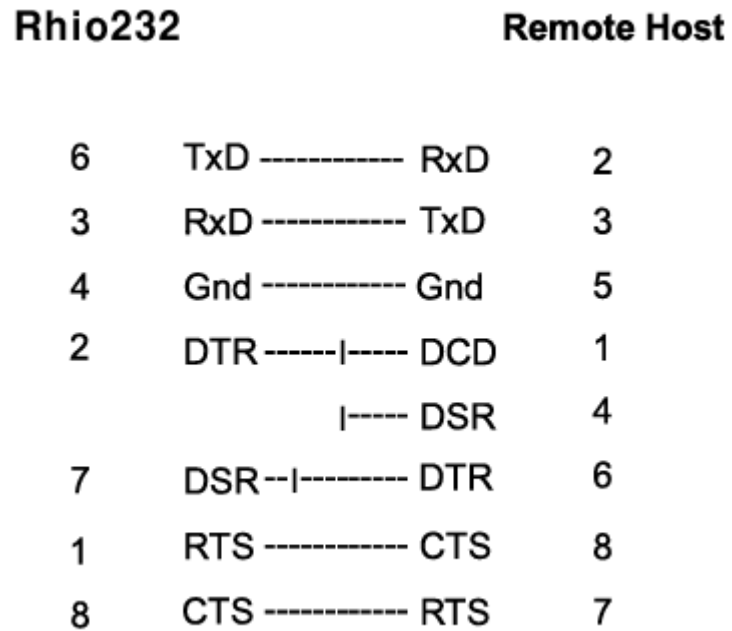 Rhio232 Remote Host
6 TxD ------------ RxD 2
3 RxD ------------ TxD 3
4 Gnd ------------ Gnd 5
2 DTR ------|----- DCD 1
|----- DSR 4
7 DSR --|--------- DTR 6
1 RTS ------------ CTS 8
8 CTS ------------ RTS 7